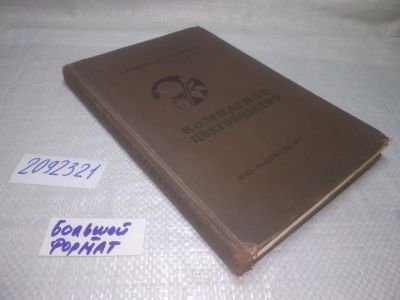 КОМНАТНОЕ
ЦВЕТОВОДСТВО
2092321
БОЛЬШОЙ
ФОРМАТ